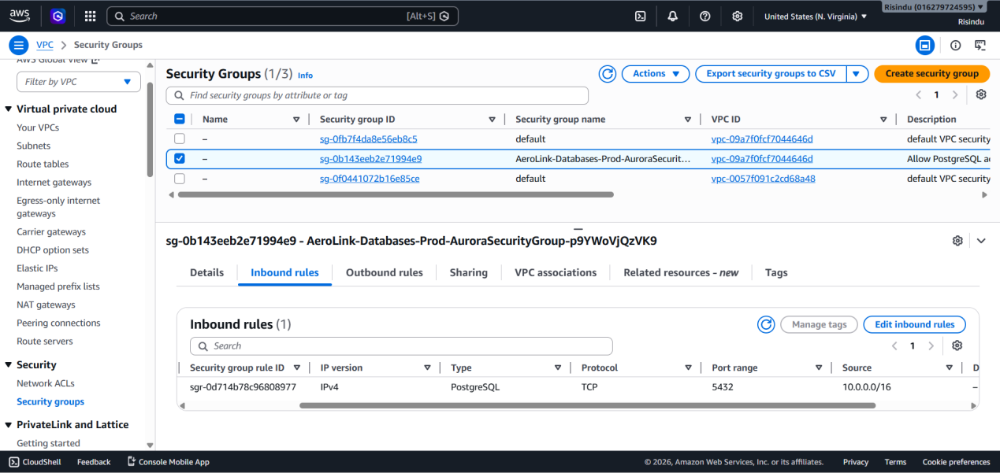 aws
Search [Alt+S]
United States (N. Virginia)
Risindu (016279724595)
Risindu
VPC
Security Groups
AWS Global View
Filter by VPC
Virtual private cloud
Your VPCs
Subnets
Route tables
Internet gateways
Egress-only internet
gateways
Carrier gateways
DHCP option sets
Elastic IPs
Managed prefix lists
NAT gateways
Peering connections
Route servers
Security
Network ACLs
Security groups
PrivateLink and Lattice
Getting started
Security Groups (1/3) Info
Actions
Export security groups to CSV
Create security group
Find security groups by attribute or tag
1
Name Security group ID Security group name VPC ID Description
– sg-0fb7f4da8e56eb8c5 default vpc-09a7f0fcf7044646d default VPC security
– sg-0b143eeb2e71994e9 AeroLink-Databases-Prod-AuroraSecurit... vpc-09a7f0fcf7044646d Allow PostgreSQL ac
– sg-0f0441072b16e85ce default vpc-0057f091c2cd68a48 default VPC security
sg-0b143eeb2e71994e9 - AeroLink-Databases-Prod-AuroraSecurityGroup-p9YWoVjQzVK9
Details Inbound rules Outbound rules Sharing VPC associations Related resources - new Tags
Inbound rules (1)
Manage tags
Edit inbound rules
Search
1
Security group rule ID IP version Type Protocol Port range Source D
sgr-0d714b78c96808977 IPv4 PostgreSQL TCP 5432 10.0.0.0/16 –
CloudShell Feedback Console Mobile App © 2026, Amazon Web Services, Inc. or its affiliates. Privacy Terms Cookie preferences